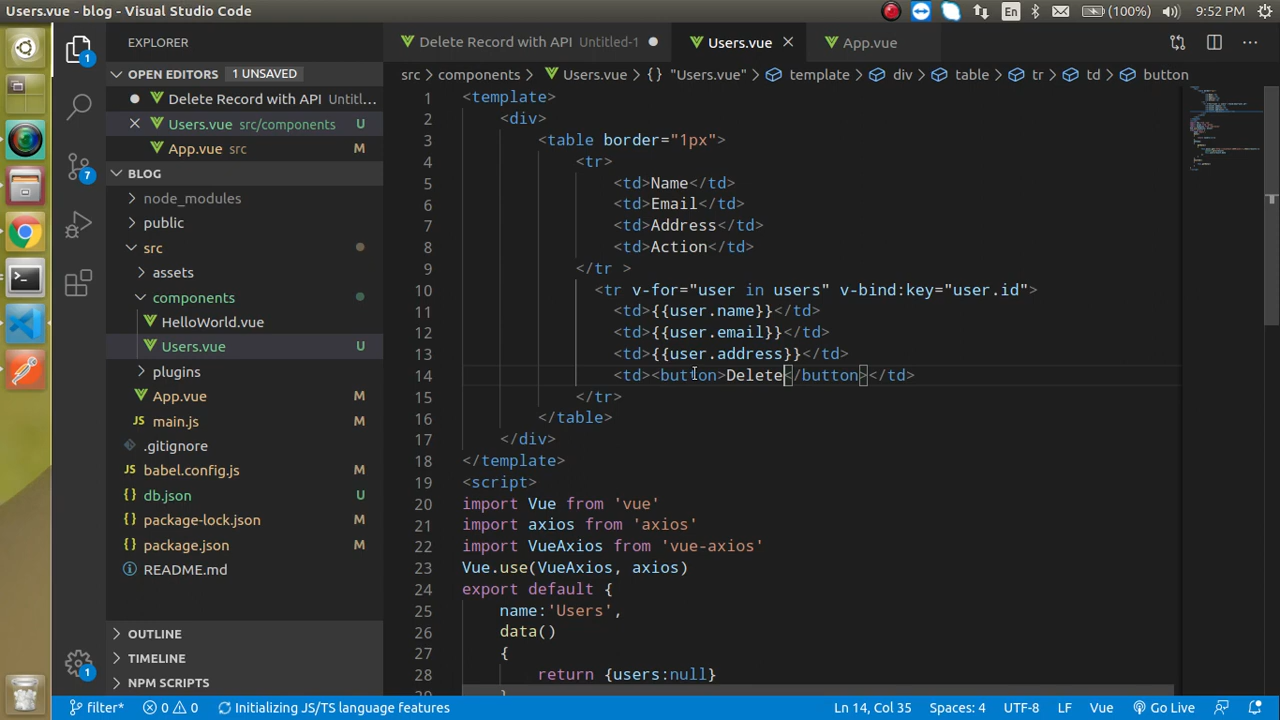 Users.vue - blog - Visual Studio Code
En (100%) 9:52 PM
EXPLORER
Delete Record with API Untitled-1
Users.vue
App.vue
OPEN EDITORS 1 UNSAVED
Delete Record with API Untitl...
Users.vue src/components U
App.vue src M
BLOG
node_modules
public
src
assets
components
HelloWorld.vue
Users.vue U
plugins
App.vue M
main.js M
.gitignore
babel.config.js M
db.json U
package-lock.json M
package.json M
README.md
OUTLINE
TIMELINE
NPM SCRIPTS
1
7
1
src > components > Users.vue > {} "Users.vue" > template > div > table > tr > td > button
1 <template>
2 <div>
3 <table border="1px">
4 <tr>
5 <td>Name</td>
6 <td>Email</td>
7 <td>Address</td>
8 <td>Action</td>
9 </tr >
10 <tr v-for="user in users" v-bind:key="user.id">
11 <td>{{user.name}}</td>
12 <td>{{user.email}}</td>
13 <td>{{user.address}}</td>
14 <td><button>Delete</button></td>
15 </tr>
16 </table>
17 </div>
18 </template>
19 <script>
20 import Vue from 'vue'
21 import axios from 'axios'
22 import VueAxios from 'vue-axios'
23 Vue.use(VueAxios, axios)
24 export default {
25 name:'Users',
26 data()
27 {
28 return {users:null}
29 }
filter* 0 0 Initializing JS/TS language features Ln 14, Col 35 Spaces: 4 UTF-8 LF Vue Go Live